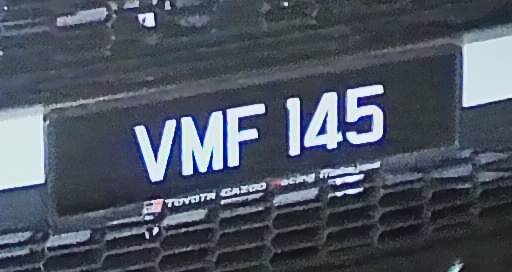 VMF 145
TOYOTA GAZOO Racing